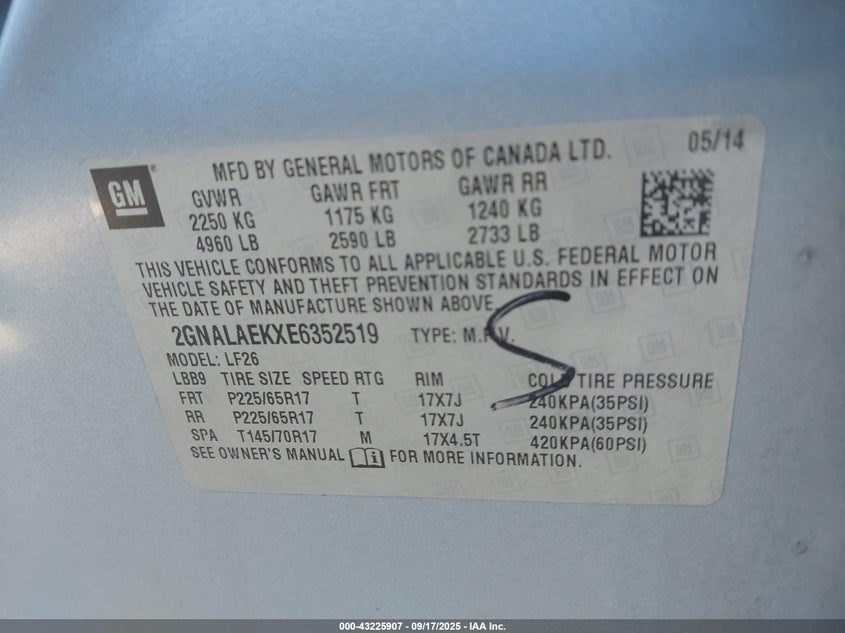 GM
MFD BY GENERAL MOTORS OF CANADA LTD. 05/14
GVWR GAWR FRT GAWR RR
2250 KG 1175 KG 1240 KG
4960 LB 2590 LB 2733 LB
THIS VEHICLE CONFORMS TO ALL APPLICABLE U.S. FEDERAL MOTOR
VEHICLE SAFETY AND THEFT PREVENTION STANDARDS IN EFFECT ON
THE DATE OF MANUFACTURE SHOWN ABOVE.
2GNALAEKXE6352519 TYPE: M.P.V.
S
MODEL: LF26
LBB9 TIRE SIZE SPEED RTG RIM COLD TIRE PRESSURE
FRT P225/65R17 T 17X7J 240KPA(35PSI)
RR P225/65R17 T 17X7J 240KPA(35PSI)
SPA T145/70R17 M 17X4.5T 420KPA(60PSI)
SEE OWNER'S MANUAL FOR MORE INFORMATION.
000-43225907 - 09/17/2025 - IAA Inc.